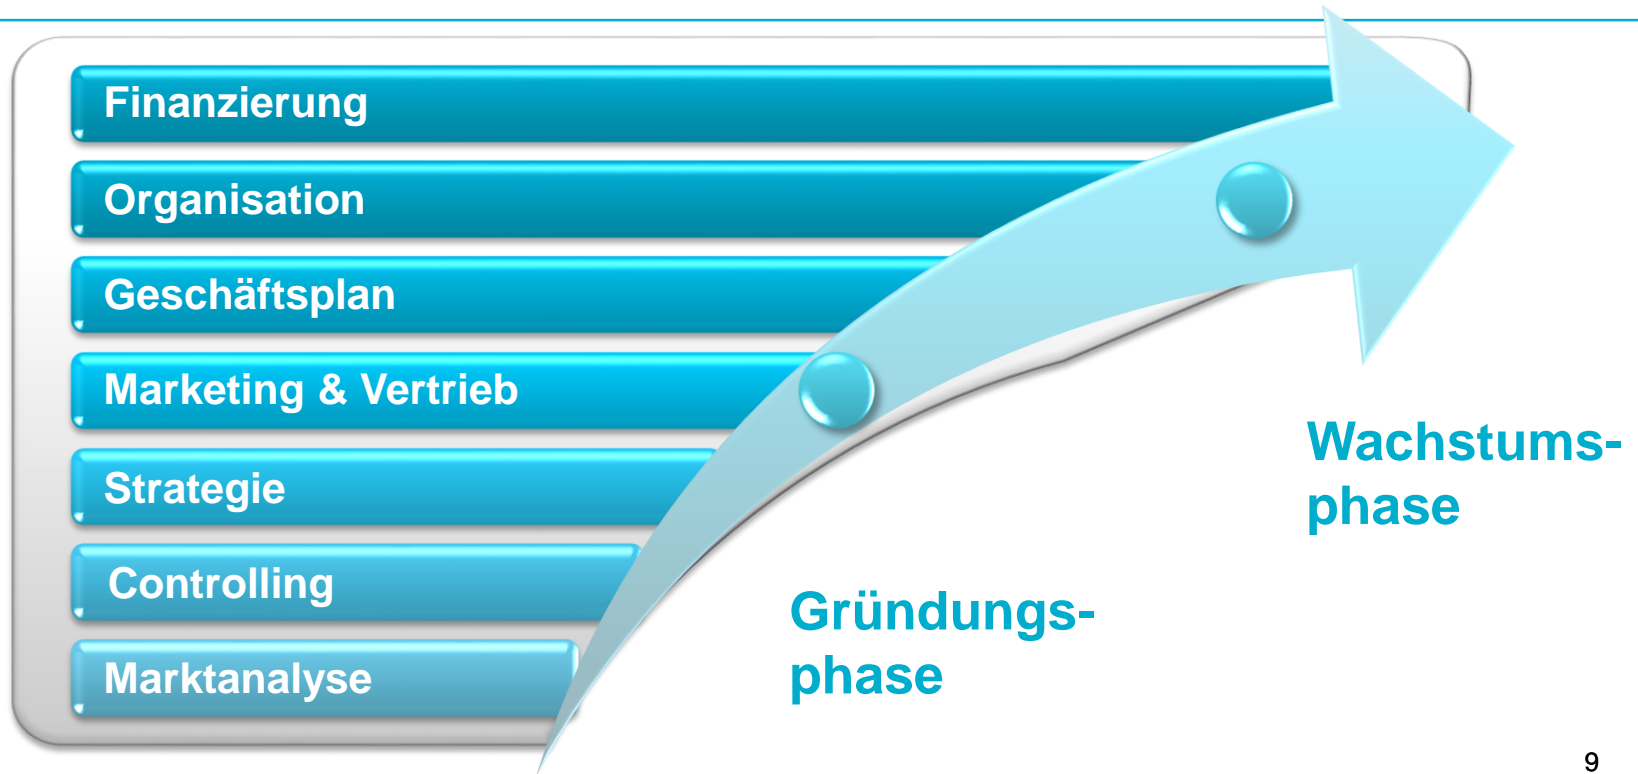 Finanzierung
Organisation
Geschäftsplan
Marketing & Vertrieb
Strategie
Controlling
Marktanalyse
Gründungs-
phase
Wachstums-
phase
9